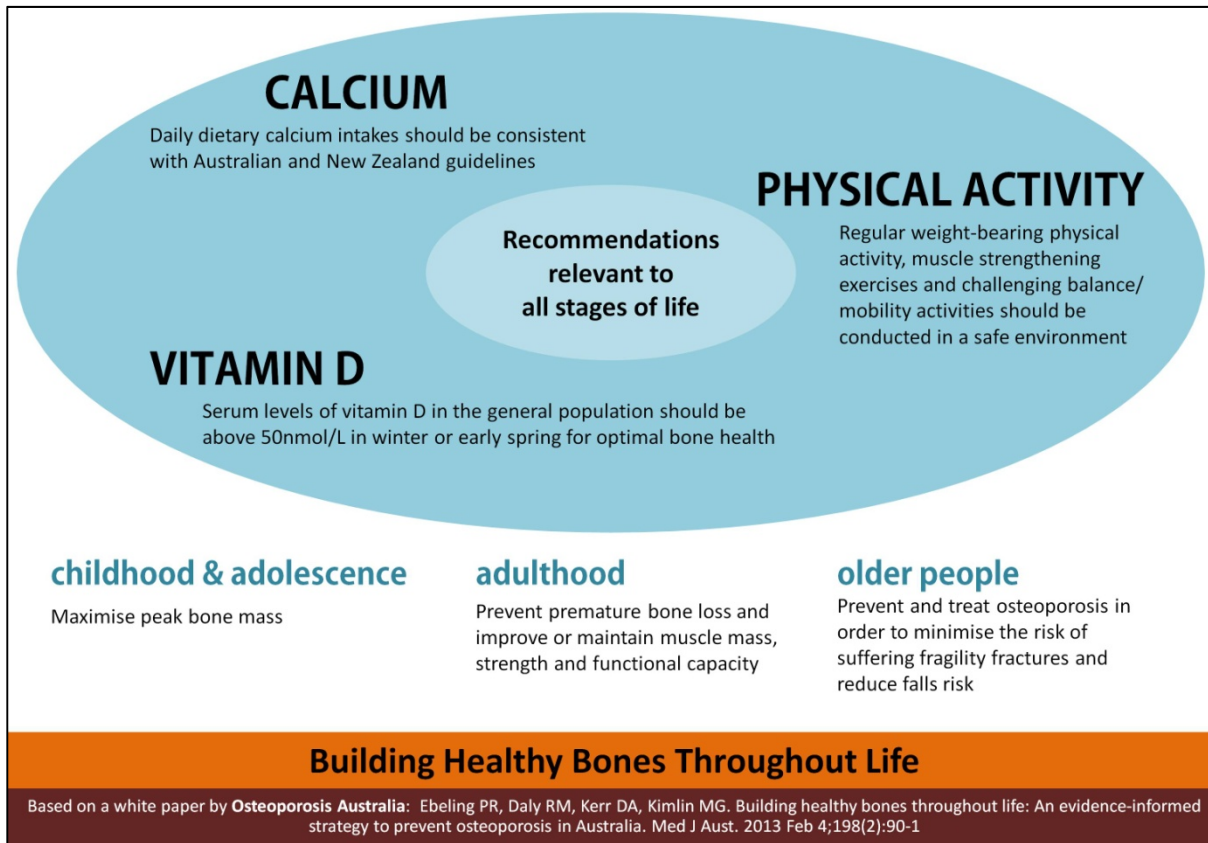 CALCIUM
Daily dietary calcium intakes should be consistent
with Australian and New Zealand guidelines
PHYSICAL ACTIVITY
Regular weight-bearing physical
activity, muscle strengthening
exercises and challenging balance/
mobility activities should be
conducted in a safe environment
Recommendations
relevant to
all stages of life
VITAMIN D
Serum levels of vitamin D in the general population should be
above 50nmol/L in winter or early spring for optimal bone health
childhood & adolescence
Maximise peak bone mass
adulthood
Prevent premature bone loss and
improve or maintain muscle mass,
strength and functional capacity
older people
Prevent and treat osteoporosis in
order to minimise the risk of
suffering fragility fractures and
reduce falls risk
Building Healthy Bones Throughout Life
Based on a white paper by Osteoporosis Australia: Ebeling PR, Daly RM, Kerr DA, Kimlin MG. Building healthy bones throughout life: An evidence-informed
strategy to prevent osteoporosis in Australia. Med J Aust. 2013 Feb 4;198(2):90-1